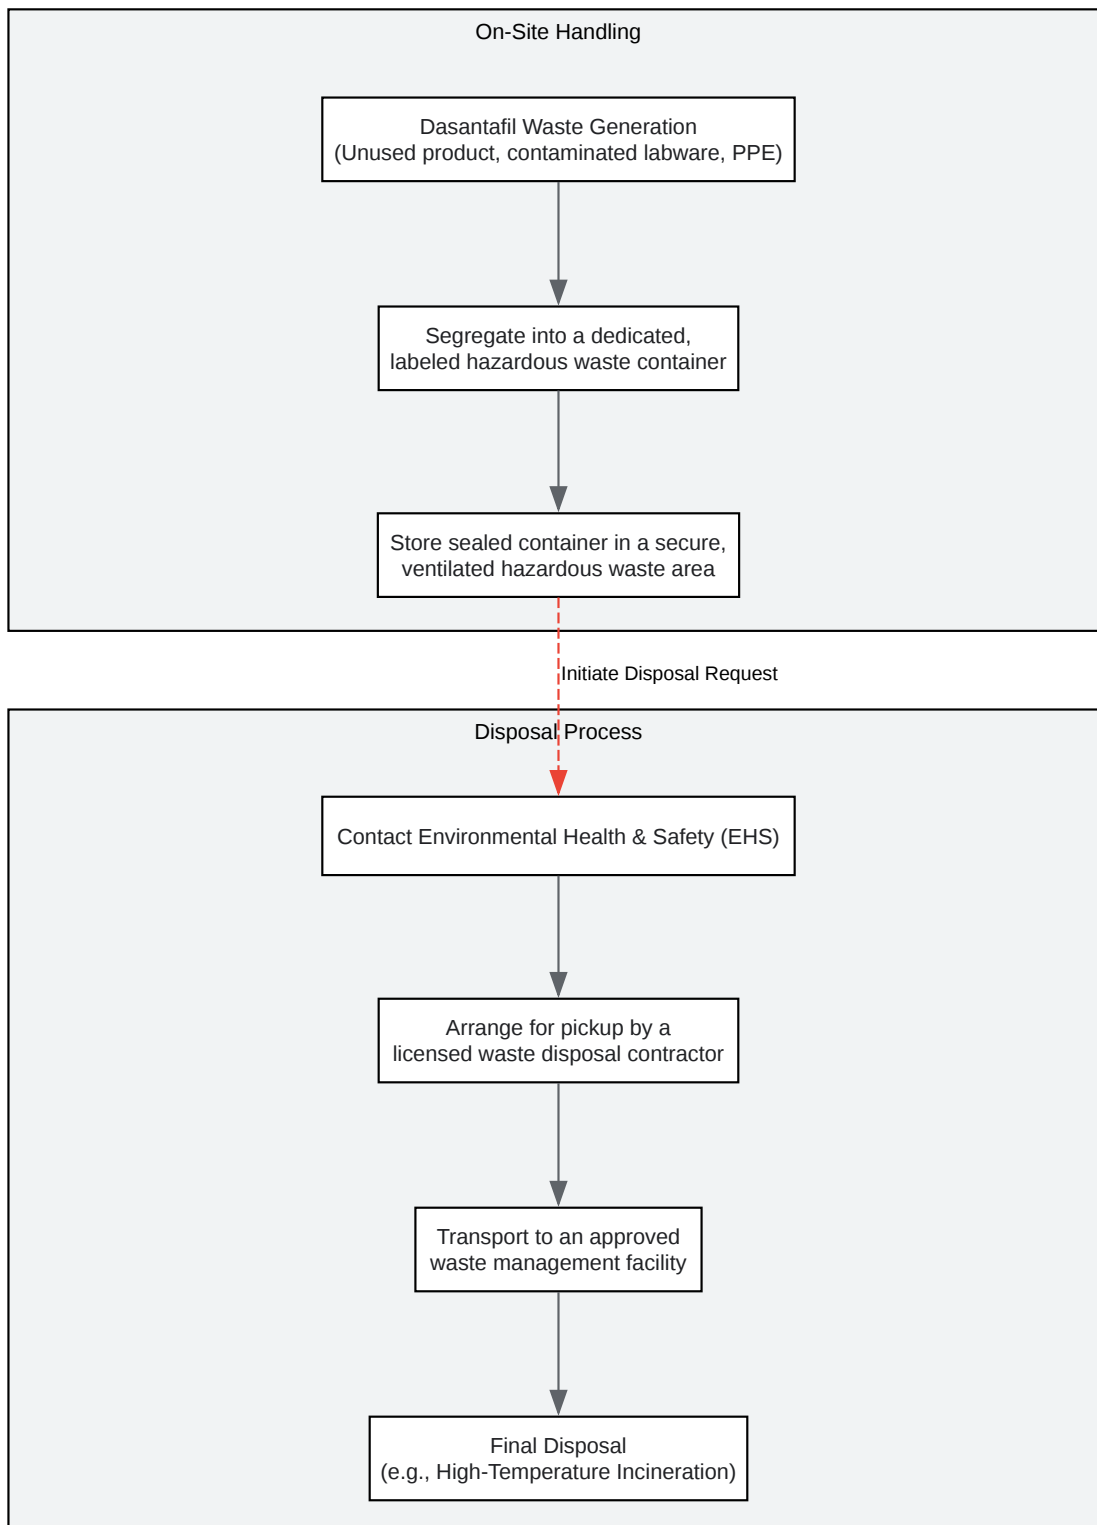 On-Site Handling
Dasantafil Waste Generation
(Unused product, contaminated labware, PPE)
Segregate into a dedicated,
labeled hazardous waste container
Store sealed container in a secure,
ventilated hazardous waste area
Initiate Disposal Request
Disposal Process
Contact Environmental Health & Safety (EHS)
Arrange for pickup by a
licensed waste disposal contractor
Transport to an approved
waste management facility
Final Disposal
(e.g., High-Temperature Incineration)